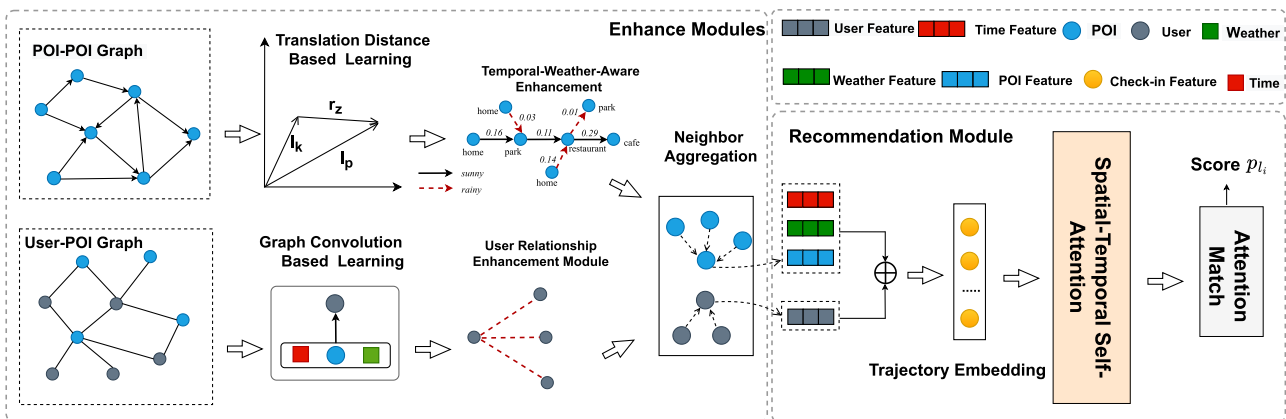 Enhance Modules
POI-POI Graph
Translation Distance
Based Learning
r_z
l_k
l_p
Temporal-Weather-Aware
Enhancement
home
park
0.03
0.01
0.16
0.11
0.29
home
park
restaurant
cafe
0.14
home
sunny
rainy
User-POI Graph
Graph Convolution
Based Learning
User Relationship
Enhancement Module
Neighbor
Aggregation
User Feature
Time Feature
POI
User
Weather
Weather Feature
POI Feature
Check-in Feature
Time
Recommendation Module
.....
Trajectory Embedding
Spatial-Temporal Self-
Attention
Score p_{l_i}
Attention
Match